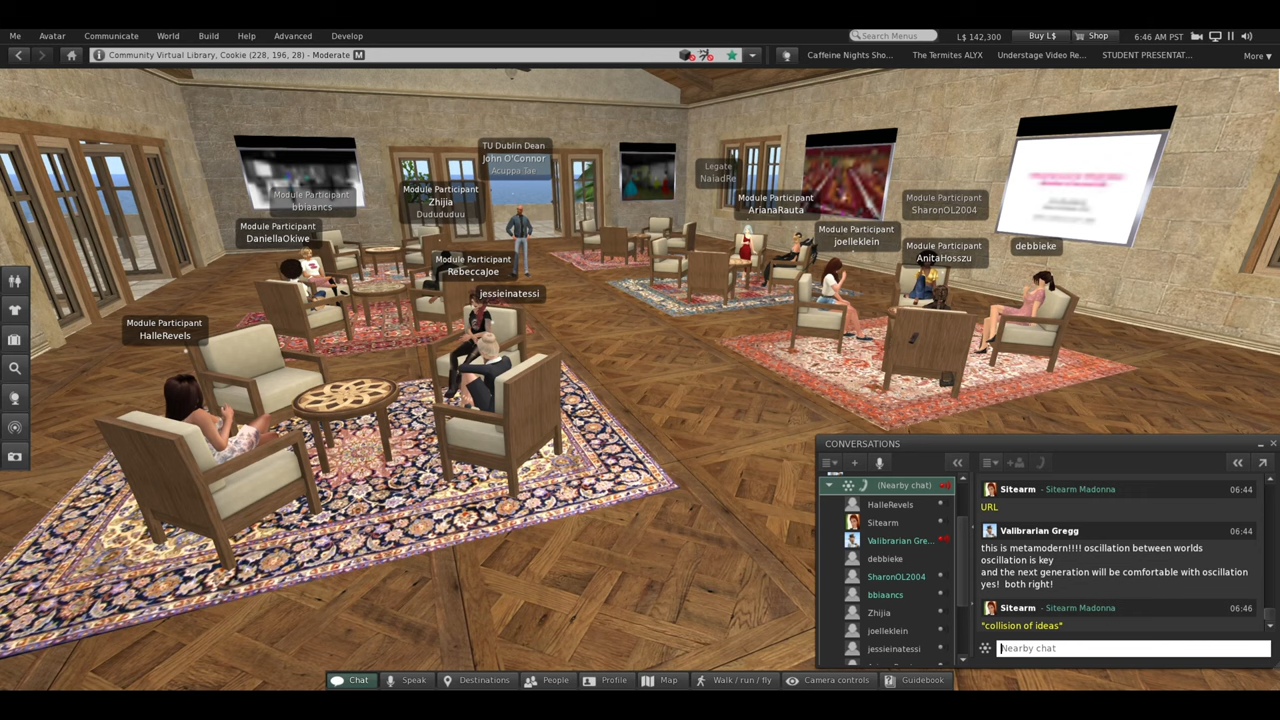 Me Avatar Communicate World Build Help Advanced Develop
Search Menus L$ 142,300 Buy L$ Shop 6:46 AM PST
Community Virtual Library, Cookie (228, 196, 28) - Moderate M
Caffeine Nights Sho... The Termites ALYX Understage Video Re... STUDENT PRESENTAT... More ▼
TU Dublin Dean
John O'Connor
Acuppa Tae
Legate
NaiadRe
Module Participant
bbiaancs
Module Participant
Zhijia
Dudududuu
Module Participant
ArianaRauta
Module Participant
SharonOL2004
DaniellaOkiwe
Module Participant
joelleklein
Module Participant
AnitaHosszu
debbieke
Module Participant
RebeccaJoe
jessieinatessi
Module Participant
HalleRevels
CONVERSATIONS
(Nearby chat)
HalleRevels
Sitearm
Valibrarian Gre...
debbieke
SharonOL2004
bbiaancs
Zhijia
joelleklein
jessieinatessi
Sitearm - Sitearm Madonna 06:44
URL
Valibrarian Gregg 06:44
this is metamodern!!!! oscillation between worlds
oscillation is key
and the next generation will be comfortable with oscillation
yes! both right!
Sitearm - Sitearm Madonna 06:46
*collision of ideas*
Nearby chat
Chat Speak Destinations People Profile Map Walk / run / fly Camera controls Guidebook